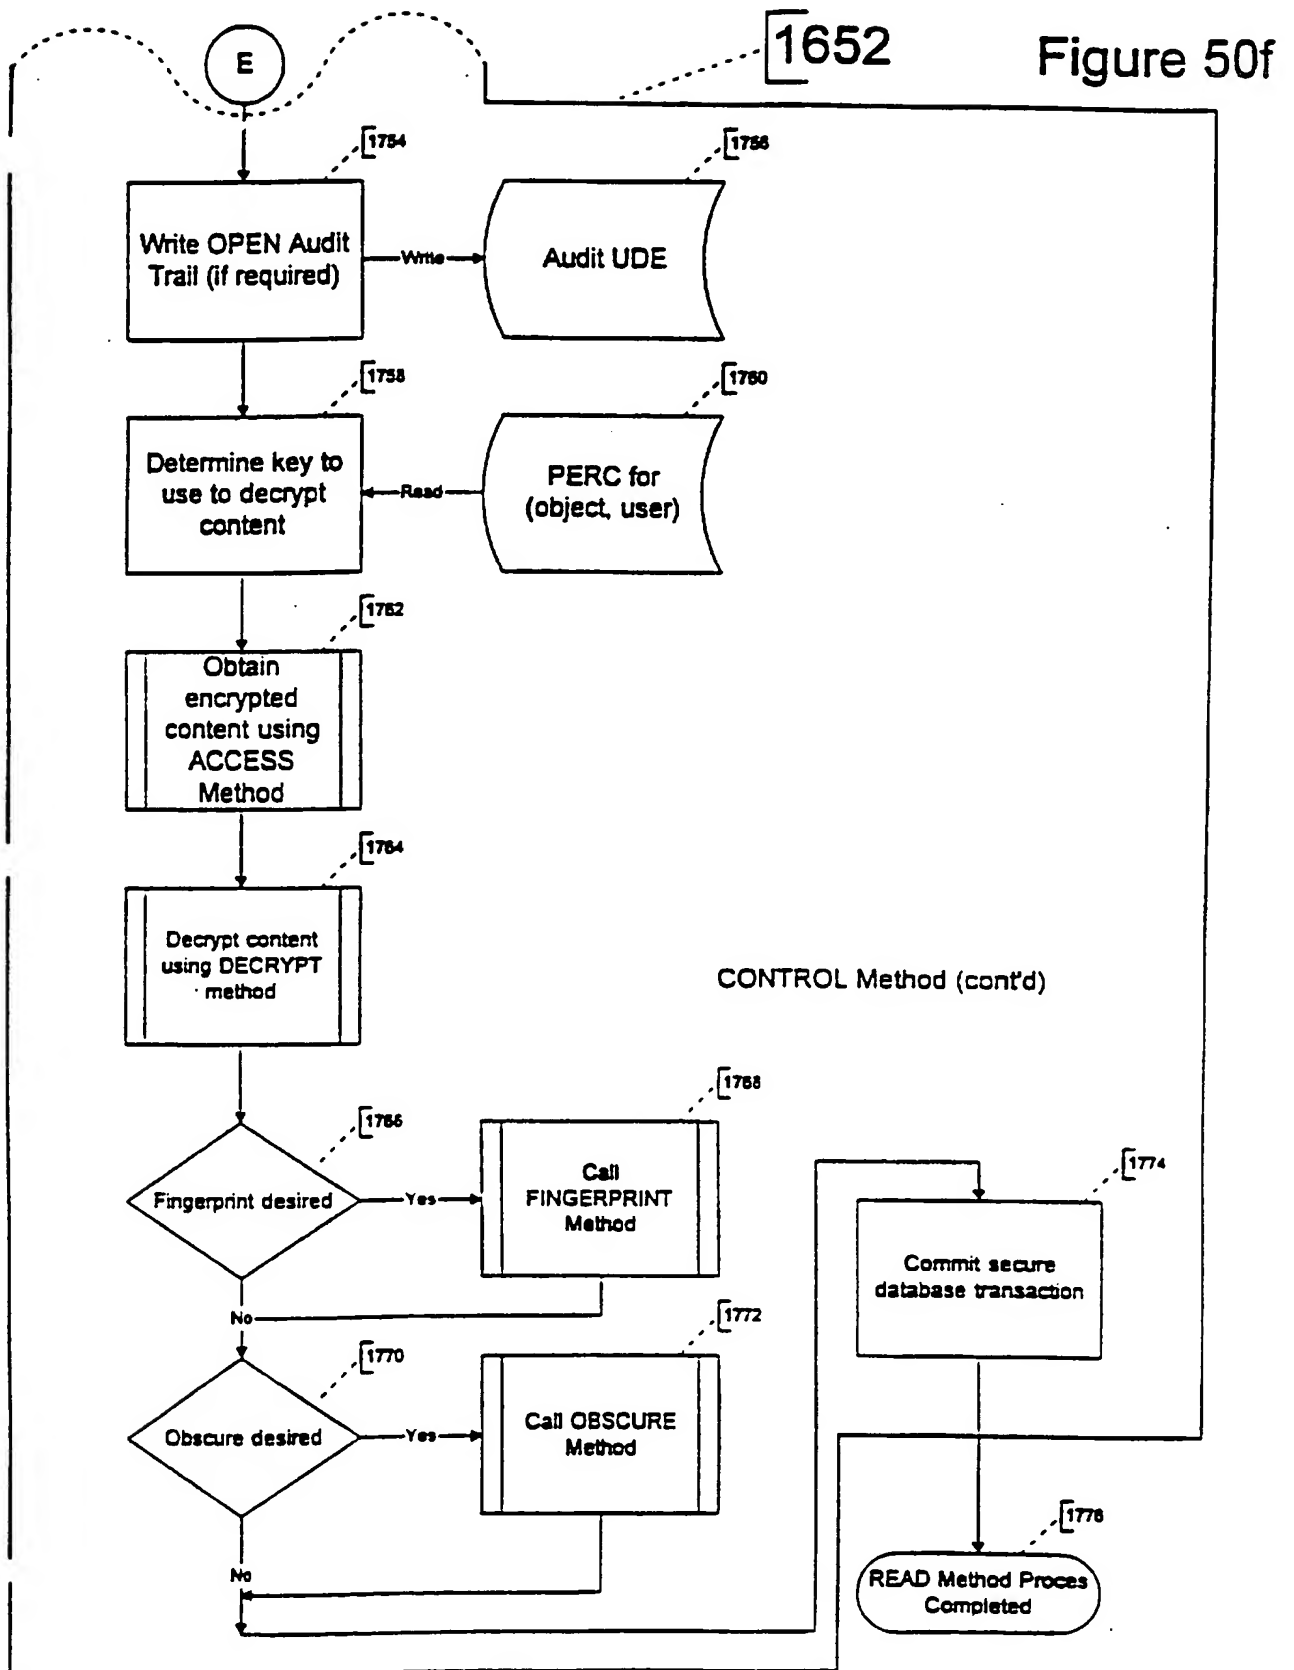 E
1652
Figure 50f
1754
1756
Write OPEN Audit
Trail (if required)
Write
Audit UDE
1758
1760
Determine key to
use to decrypt
content
Read
PERC for
(object, user)
1762
Obtain
encrypted
content using
ACCESS
Method
1764
Decrypt content
using DECRYPT
method
CONTROL Method (cont'd)
1766
1768
Fingerprint desired
Yes
Call
FINGERPRINT
Method
1774
Commit secure
database transaction
No
1770
1772
Obscure desired
Yes
Call OBSCURE
Method
No
1776
READ Method Proces
Completed